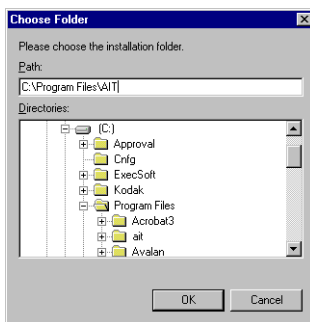 Choose Folder
Please choose the installation folder.
Path:
C:\Program Files\AIT
Directories:
(C:)
Approval
Cnfg
ExecSoft
Kodak
Program Files
Acrobat3
ait
Avalan
OK Cancel